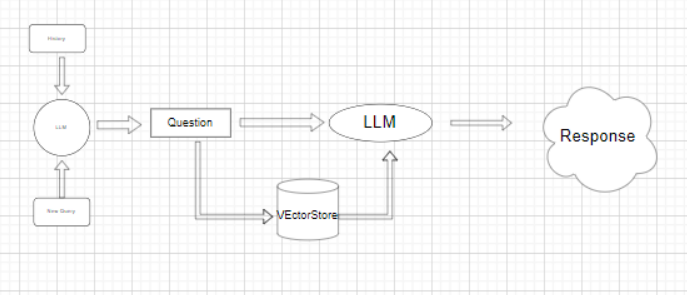 History
LLM
New Query
Question
VEctorStore
LLM
Response